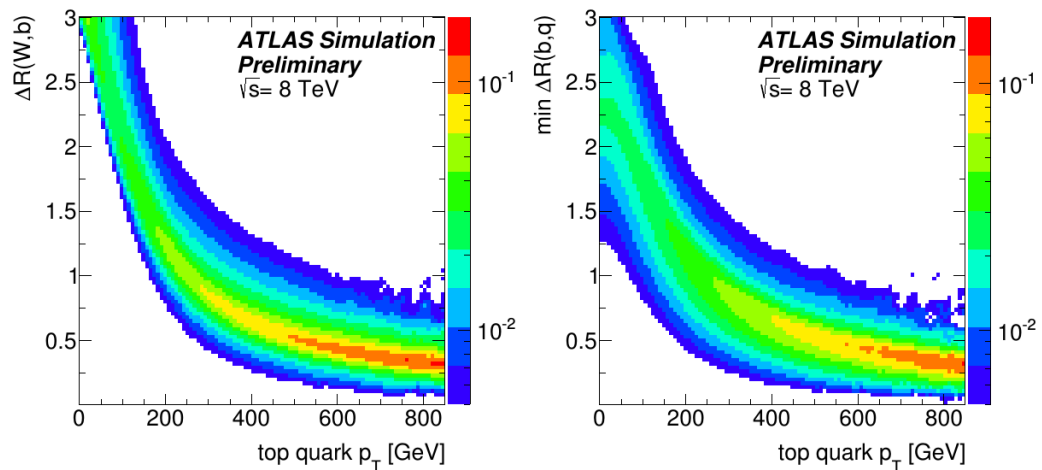 ΔR(W,b)
3
2.5
2
1.5
1
0.5
0 200 400 600 800
top quark p_T [GeV]
ATLAS Simulation
Preliminary
√s= 8 TeV
10⁻¹
10⁻²
min ΔR(b,q)
3
2.5
2
1.5
1
0.5
0 200 400 600 800
top quark p_T [GeV]
ATLAS Simulation
Preliminary
√s= 8 TeV
10⁻¹
10⁻²